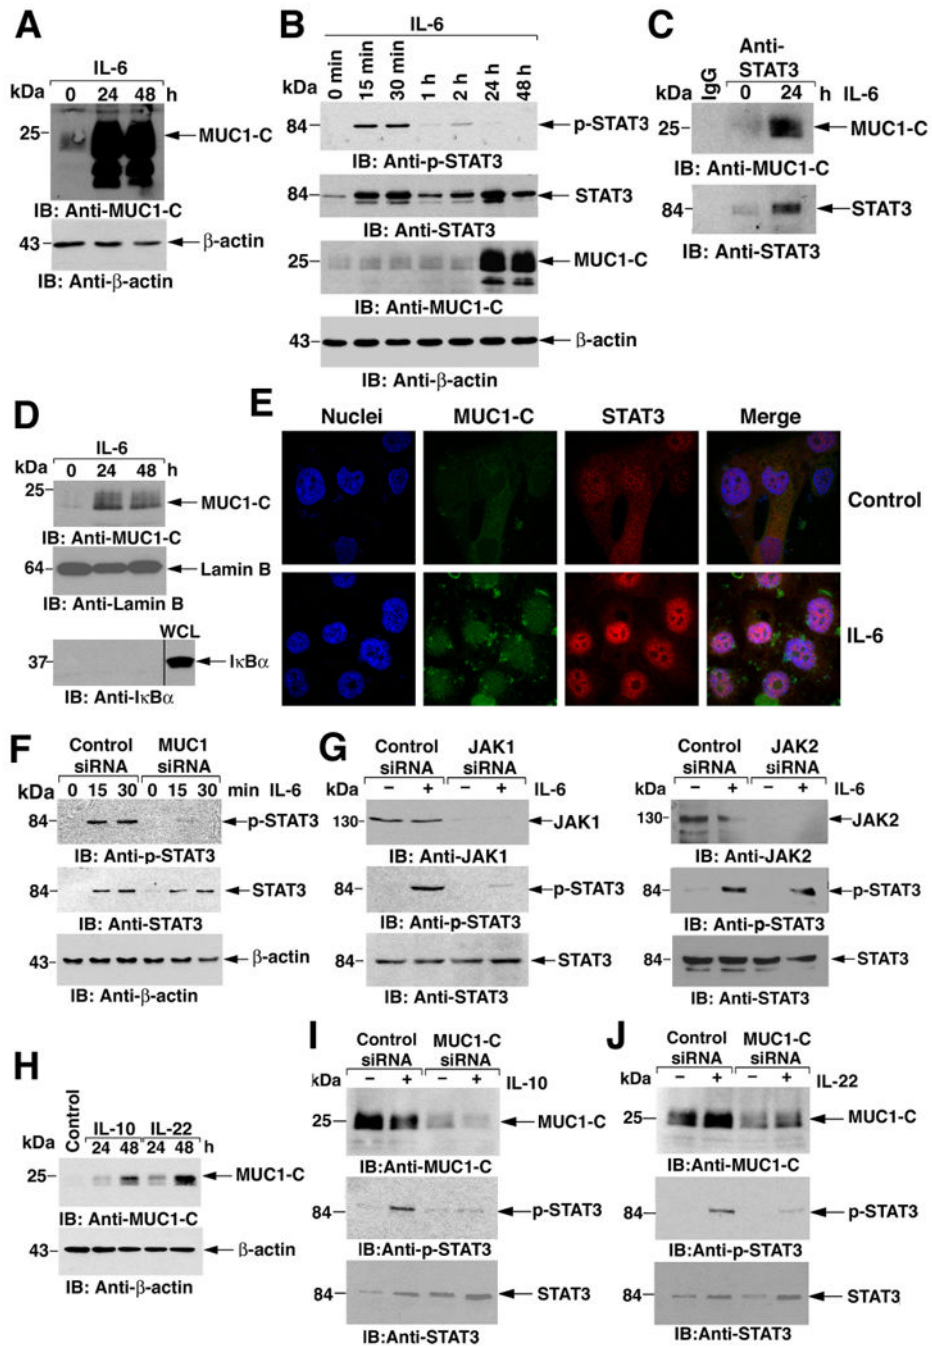 A
IL-6
kDa 0 24 48 h
25 MUC1-C
IB: Anti-MUC1-C
43 β-actin
IB: Anti-β-actin
B
IL-6
kDa 0 min 15 min 30 min 1 h 2 h 24 h 48 h
84 p-STAT3
IB: Anti-p-STAT3
84 STAT3
IB: Anti-STAT3
25 MUC1-C
IB: Anti-MUC1-C
43 β-actin
IB: Anti-β-actin
C
Anti-
STAT3
kDa IgG 0 24 h IL-6
25 MUC1-C
IB: Anti-MUC1-C
84 STAT3
IB: Anti-STAT3
D
IL-6
kDa 0 24 48 h
25 MUC1-C
IB: Anti-MUC1-C
64 Lamin B
IB: Anti-Lamin B
WCL
37 IκBα
IB: Anti-IκBα
E
Nuclei MUC1-C STAT3 Merge
Control
IL-6
F
Control MUC1
siRNA siRNA
kDa 0 15 30 0 15 30 min IL-6
84 p-STAT3
IB: Anti-p-STAT3
84 STAT3
IB: Anti-STAT3
43 β-actin
IB: Anti-β-actin
G
Control JAK1
siRNA siRNA
kDa – + – + IL-6
130 JAK1
IB: Anti-JAK1
84 p-STAT3
IB: Anti-p-STAT3
84 STAT3
IB: Anti-STAT3
Control JAK2
siRNA siRNA
kDa – + – + IL-6
130 JAK2
IB: Anti-JAK2
84 p-STAT3
IB: Anti-p-STAT3
84 STAT3
IB: Anti-STAT3
H
Control IL-10 IL-22
kDa 24 48 24 48 h
25 MUC1-C
IB: Anti-MUC1-C
43 β-actin
IB: Anti-β-actin
I
Control MUC1-C
siRNA siRNA
kDa – + – + IL-10
25 MUC1-C
IB:Anti-MUC1-C
84 p-STAT3
IB:Anti-p-STAT3
84 STAT3
IB:Anti-STAT3
J
Control MUC1-C
siRNA siRNA
kDa – + – + IL-22
25 MUC1-C
IB:Anti-MUC1-C
84 p-STAT3
IB:Anti-p-STAT3
84 STAT3
IB:Anti-STAT3